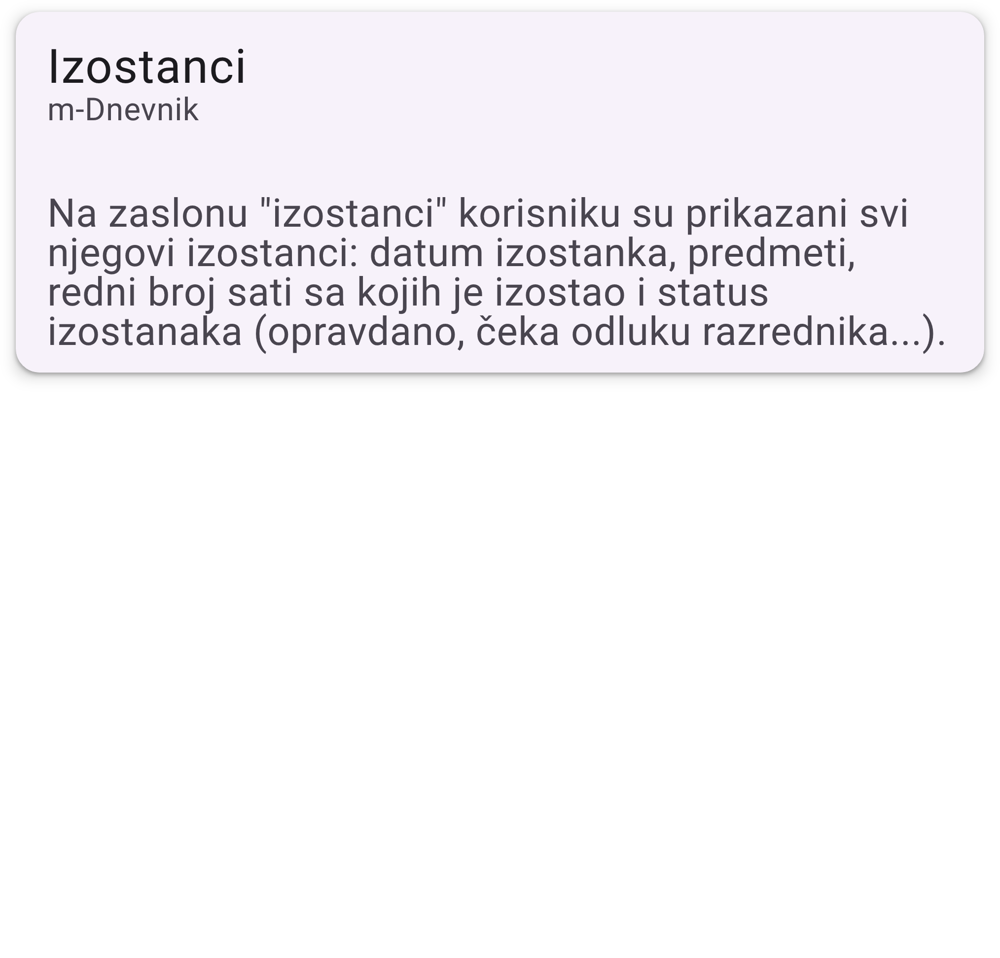 Izostanci
m-Dnevnik
Na zaslonu "izostanci" korisniku su prikazani svi
njegovi izostanci: datum izostanka, predmeti,
redni broj sati sa kojih je izostao i status
izostanaka (opravdano, čeka odluku razrednika...).